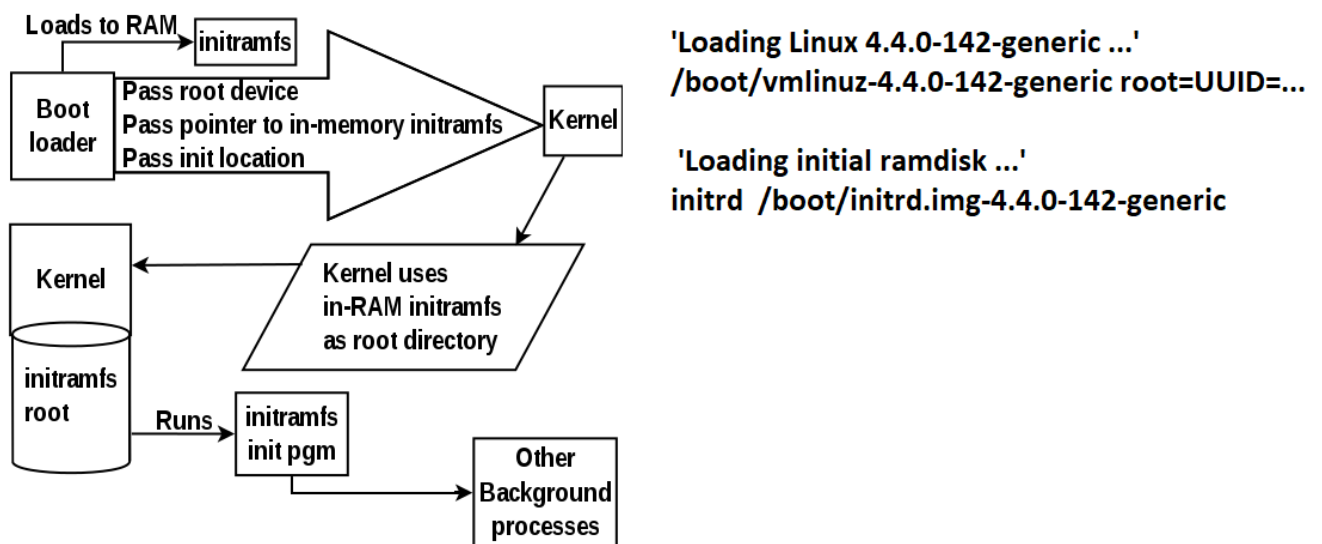 Loads to RAM
initramfs
Boot
loader
Pass root device
Pass pointer to in-memory initramfs
Pass init location
Kernel
Kernel uses
in-RAM initramfs
as root directory
Kernel
initramfs
root
Runs
initramfs
init pgm
Other
Background
processes
'Loading Linux 4.4.0-142-generic ...'
/boot/vmlinuz-4.4.0-142-generic root=UUID=...
'Loading initial ramdisk ...'
initrd /boot/initrd.img-4.4.0-142-generic